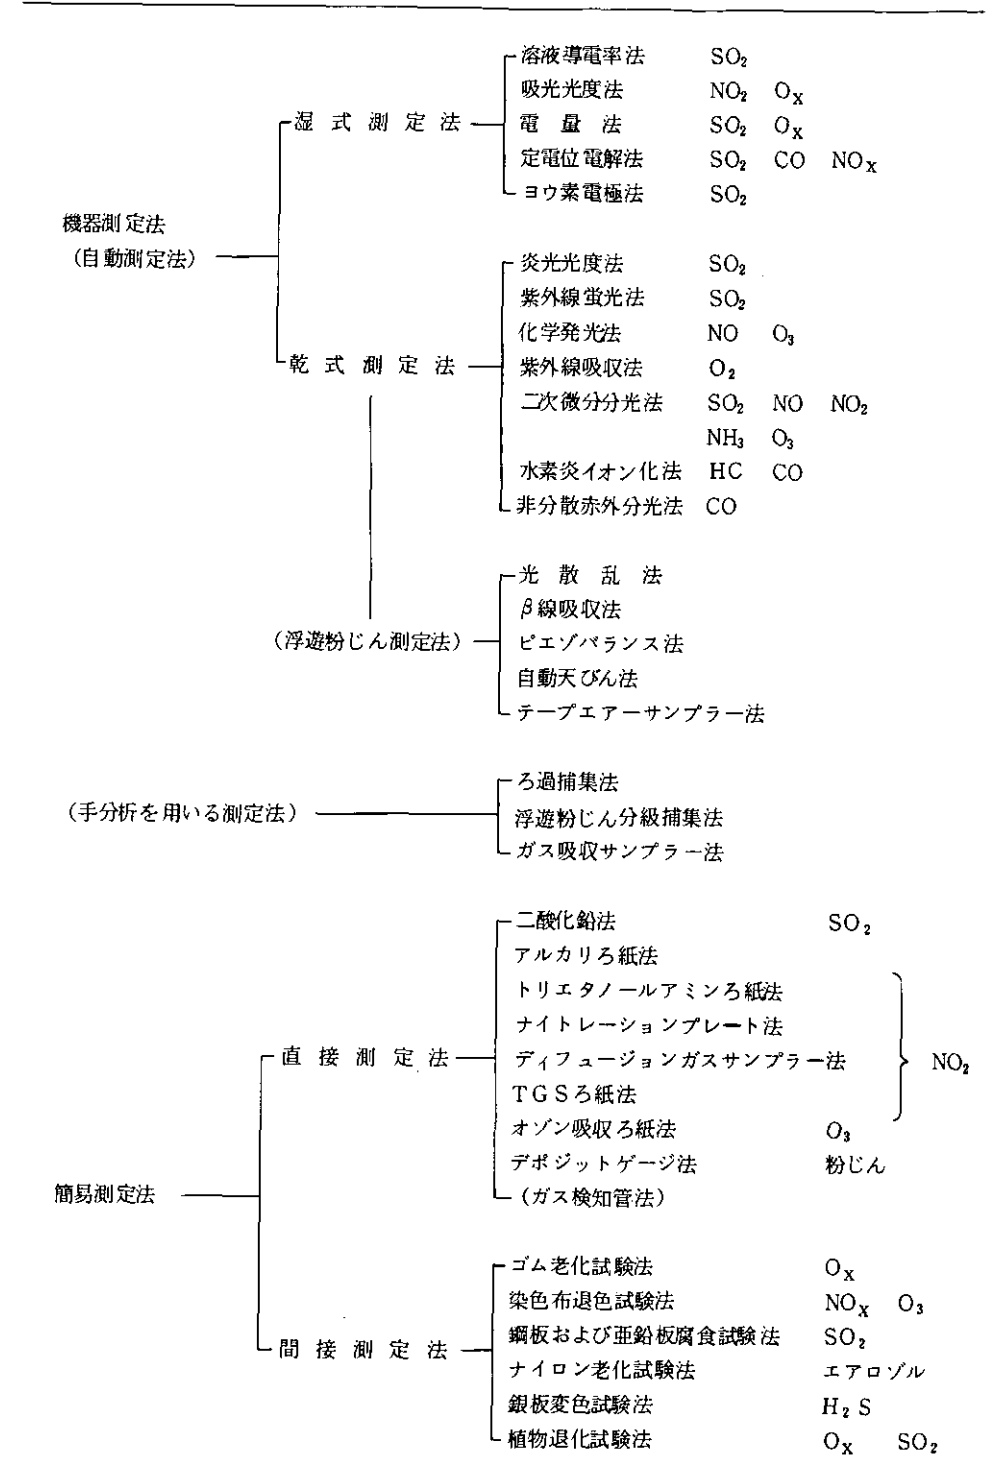 溶液導電率法 SO₂
吸光光度法 NO₂ Oₓ
湿式測定法
電量法 SO₂ Oₓ
定電位電解法 SO₂ CO NOₓ
ヨウ素電極法 SO₂
機器測定法
(自動測定法)
炎光光度法 SO₂
紫外線蛍光法 SO₂
化学発光法 NO O₃
乾式測定法
紫外線吸収法 O₂
二次微分分光法 SO₂ NO NO₂
NH₃ O₃
水素炎イオン化法 HC CO
非分散赤外分光法 CO
光散乱法
β線吸収法
(浮遊粉じん測定法)
ピエゾバランス法
自動天びん法
テープエアーサンプラー法
ろ過捕集法
(手分析を用いる測定法)
浮遊粉じん分級捕集法
ガス吸収サンプラー法
二酸化鉛法 SO₂
アルカリろ紙法
トリエタノールアミンろ紙法
ナイトレーションプレート法
直接測定法
ディフュージョンガスサンプラー法 NO₂
TGSろ紙法
オゾン吸収ろ紙法 O₃
デポジットゲージ法 粉じん
簡易測定法
(ガス検知管法)
ゴム老化試験法 Oₓ
染色布退色試験法 NOₓ O₃
鋼板および亜鉛板腐食試験法 SO₂
間接測定法
ナイロン老化試験法 エアロゾル
銀板変色試験法 H₂S
植物退化試験法 Oₓ SO₂